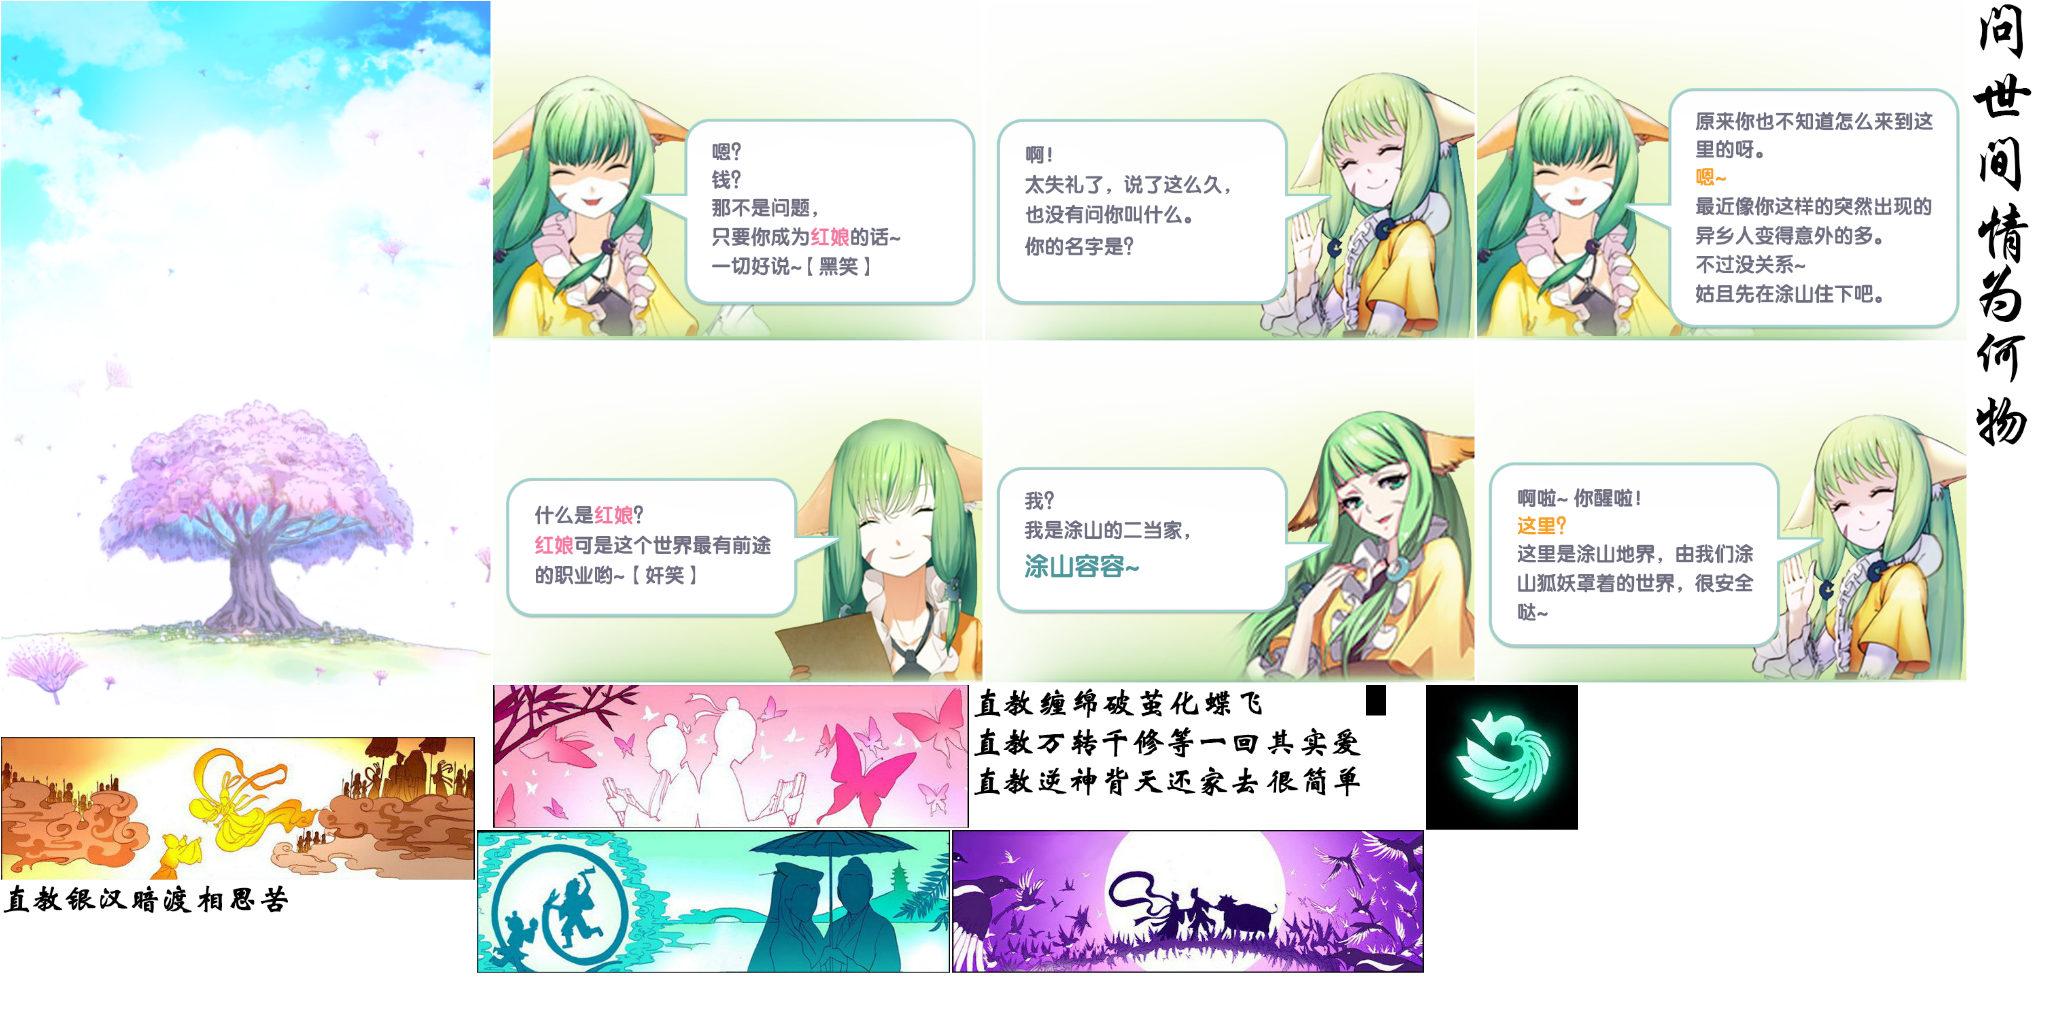 嗯?
钱?
那不是问题,
只要你成为红娘的话~
一切好说~【黑笑】
啊!
太失礼了，说了这么久，
也没有问你叫什么。
你的名字是?
原来你也不知道怎么来到这
里的呀。
嗯~
最近像你这样的突然出现的
异乡人变得意外的多。
不过没关系~
姑且先在涂山住下吧。
问世间情为何物
什么是红娘?
红娘可是这个世界最有前途
的职业哟~【奸笑】
我?
我是涂山的二当家，
涂山容容~
啊啦~ 你醒啦!
这里?
这里是涂山地界，由我们涂
山狐妖罩着的世界，很安全
哒~
直教缠绵破茧化蝶飞
直教万转千修等一回其实爱
直教逆神背天还家去很简单
直教银汉暗渡相思苦